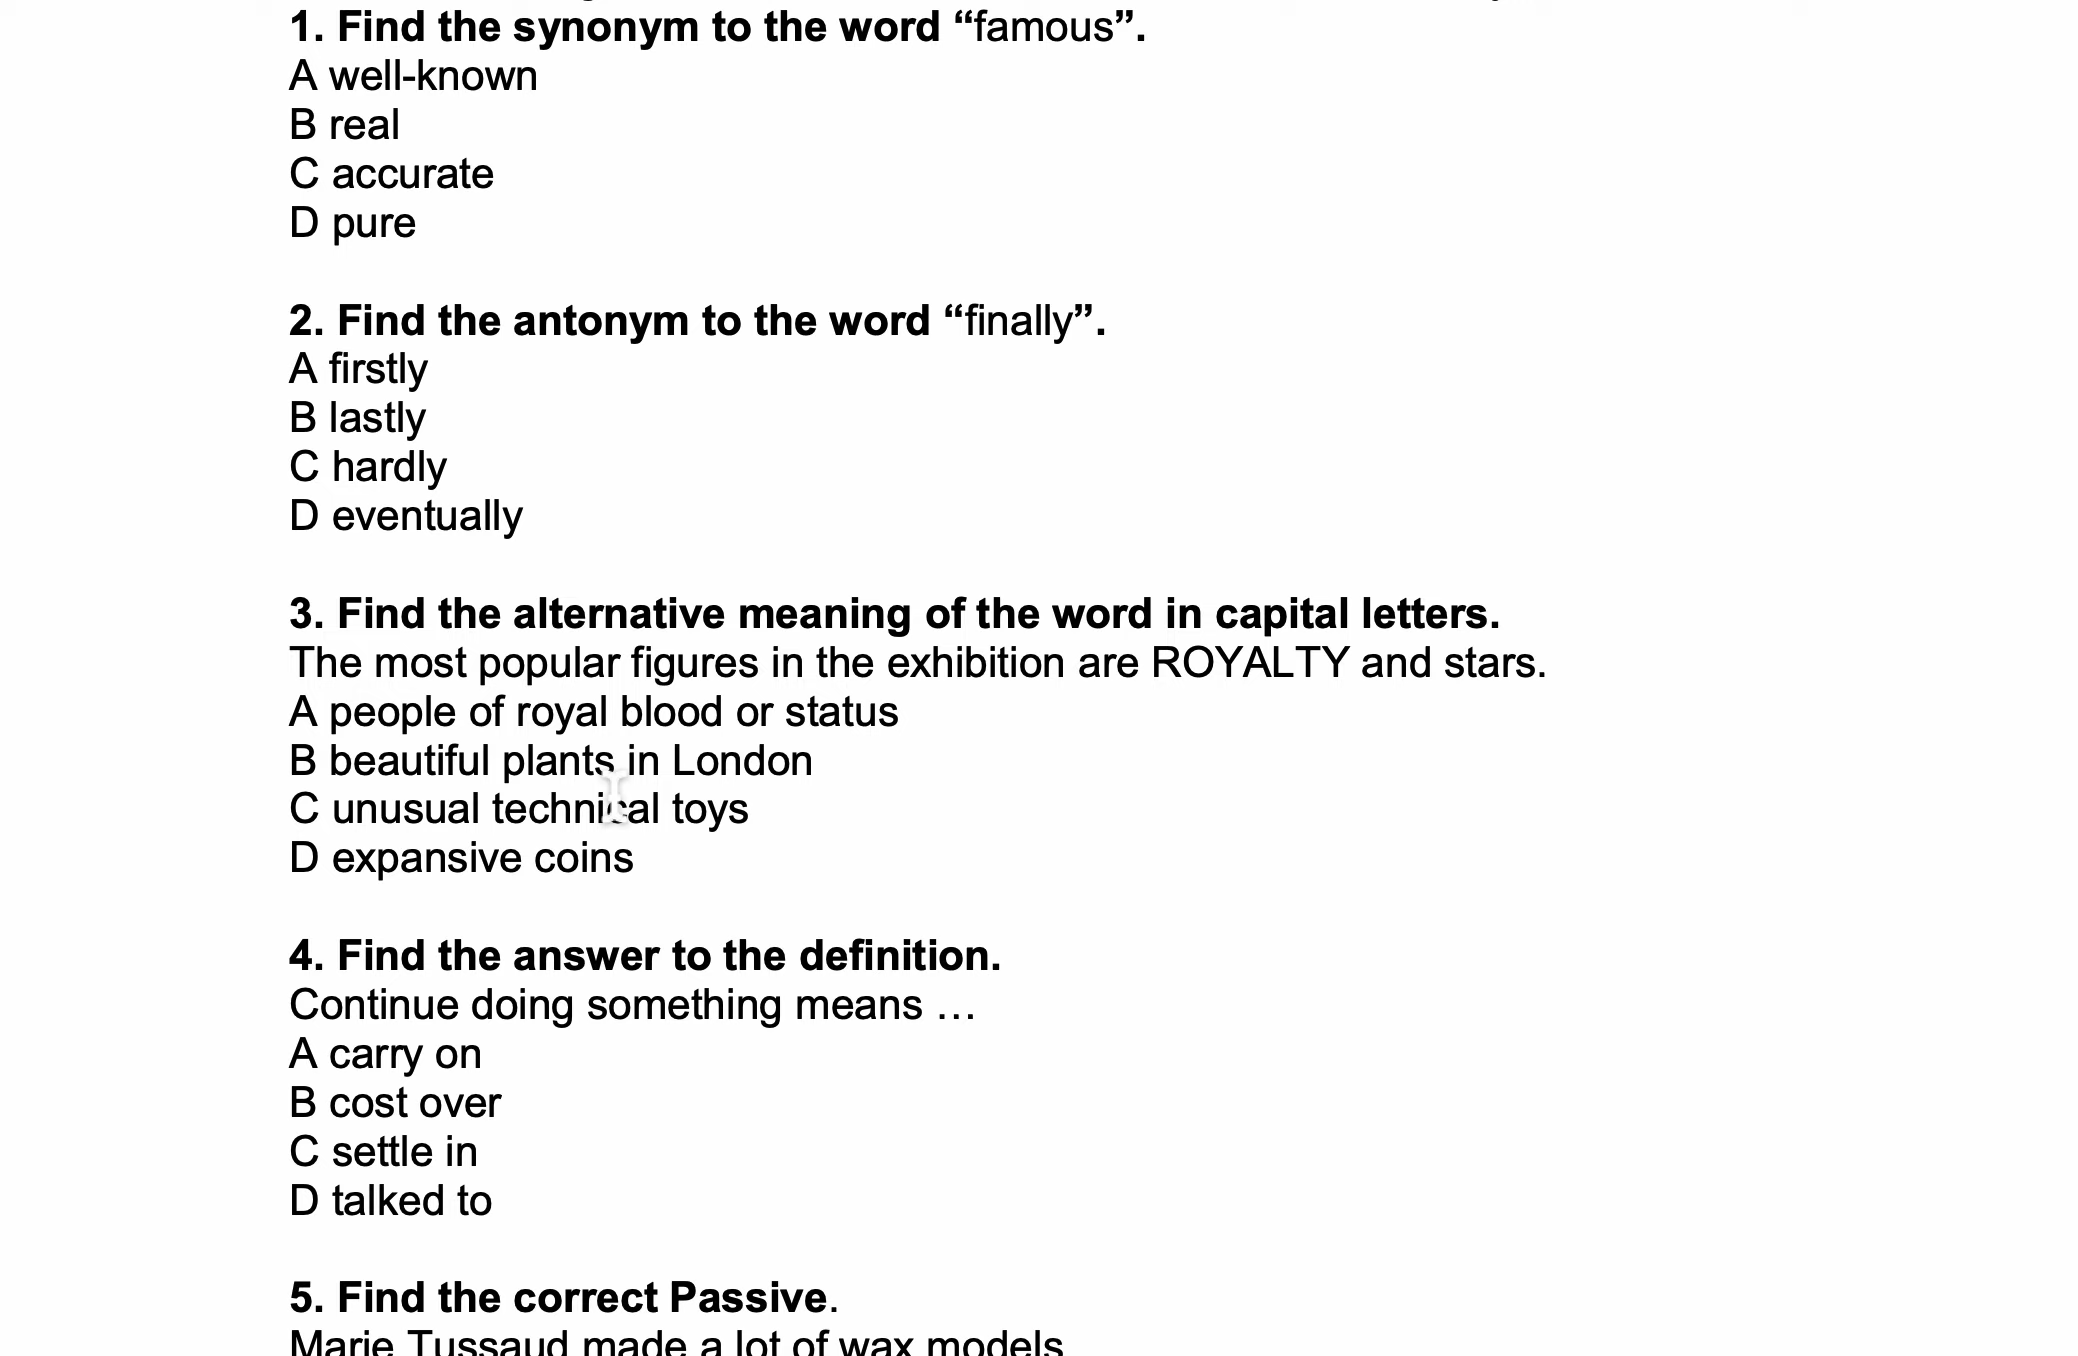 1. Find the synonym to the word “famous”.
A well-known
B real
C accurate
D pure
2. Find the antonym to the word “finally”.
A firstly
B lastly
C hardly
D eventually
3. Find the alternative meaning of the word in capital letters.
The most popular figures in the exhibition are ROYALTY and stars.
A people of royal blood or status
B beautiful plants in London
C unusual technical toys
D expansive coins
4. Find the answer to the definition.
Continue doing something means …
A carry on
B cost over
C settle in
D talked to
5. Find the correct Passive.
Marie Tussaud made a lot of wax models